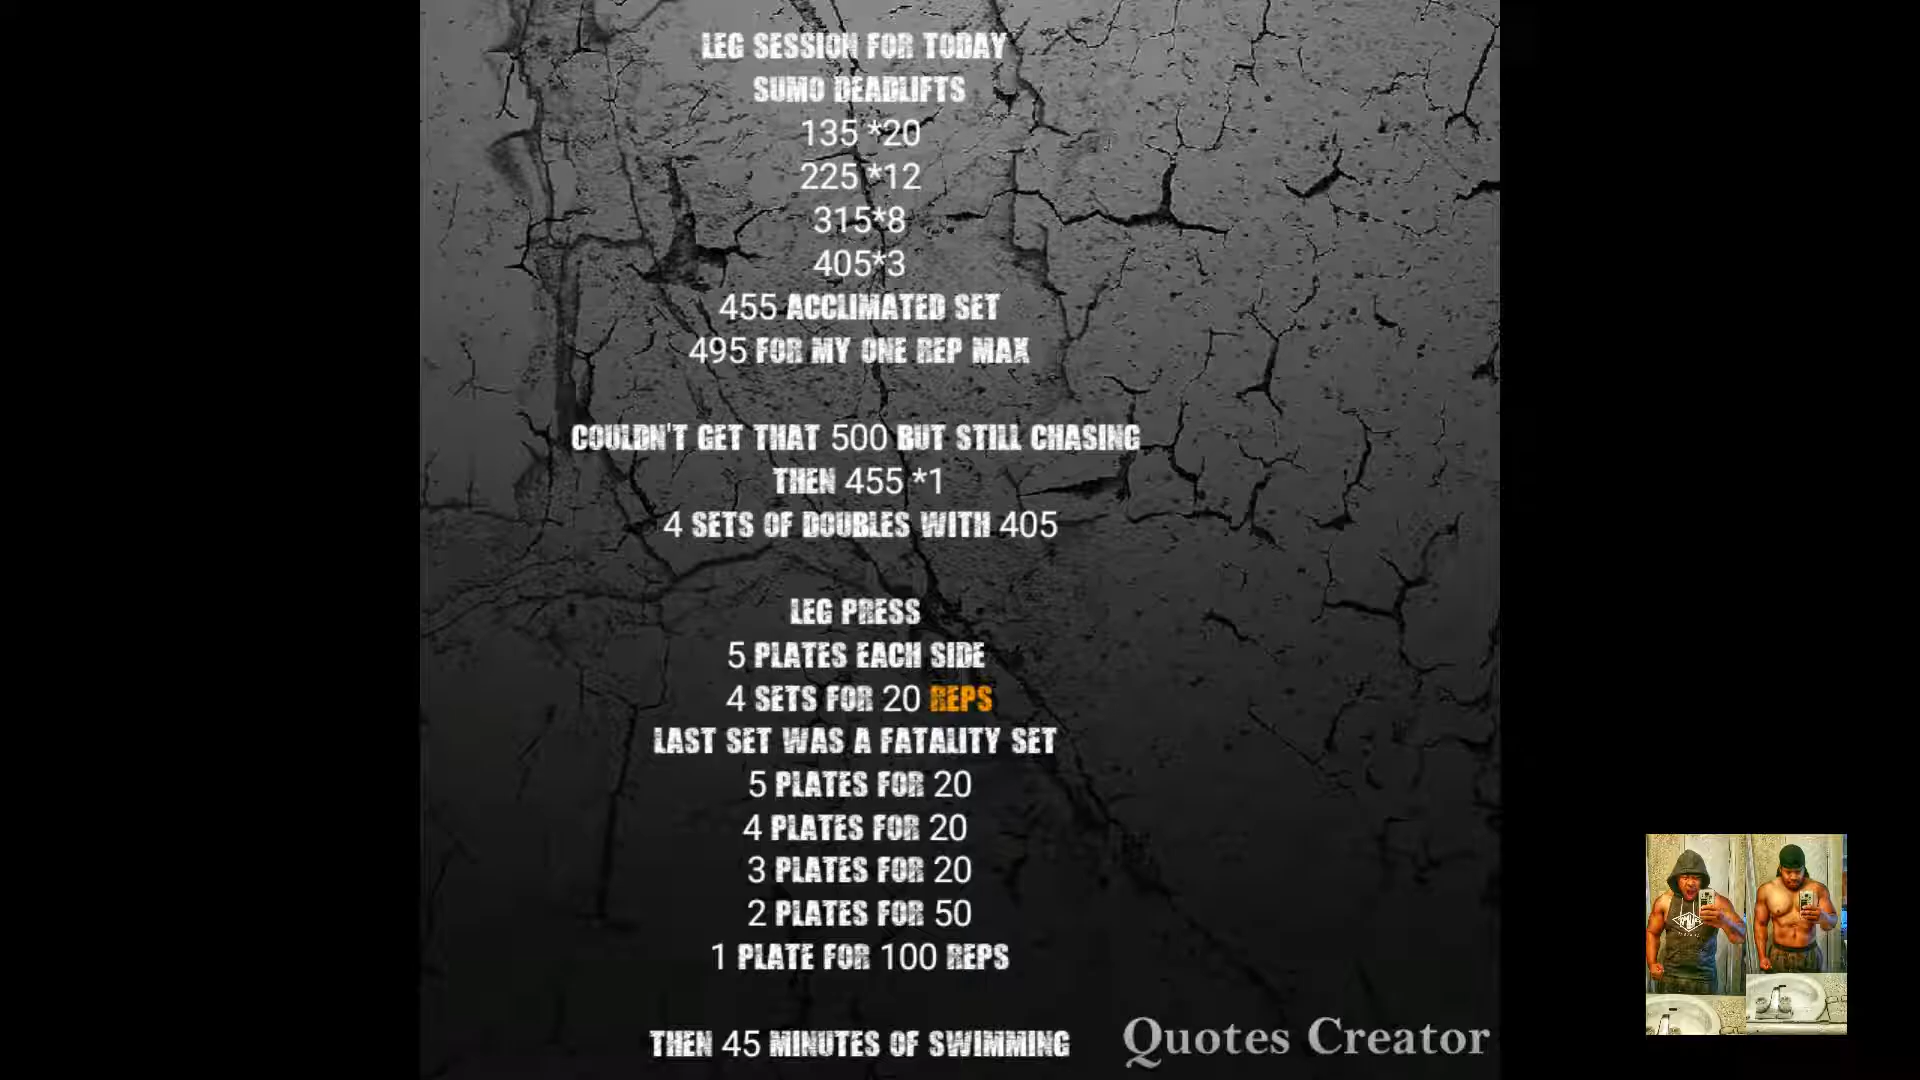 LEG SESSION FOR TODAY
SUMO DEADLIFTS
135 *20
225 *12
315*8
405*3
455 ACCLIMATED SET
495 FOR MY ONE REP MAX
COULDN'T GET THAT 500 BUT STILL CHASING
THEN 455 *1
4 SETS OF DOUBLES WITH 405
LEG PRESS
5 PLATES EACH SIDE
4 SETS FOR 20 REPS
LAST SET WAS A FATALITY SET
5 PLATES FOR 20
4 PLATES FOR 20
3 PLATES FOR 20
2 PLATES FOR 50
1 PLATE FOR 100 REPS
THEN 45 MINUTES OF SWIMMING
Quotes Creator